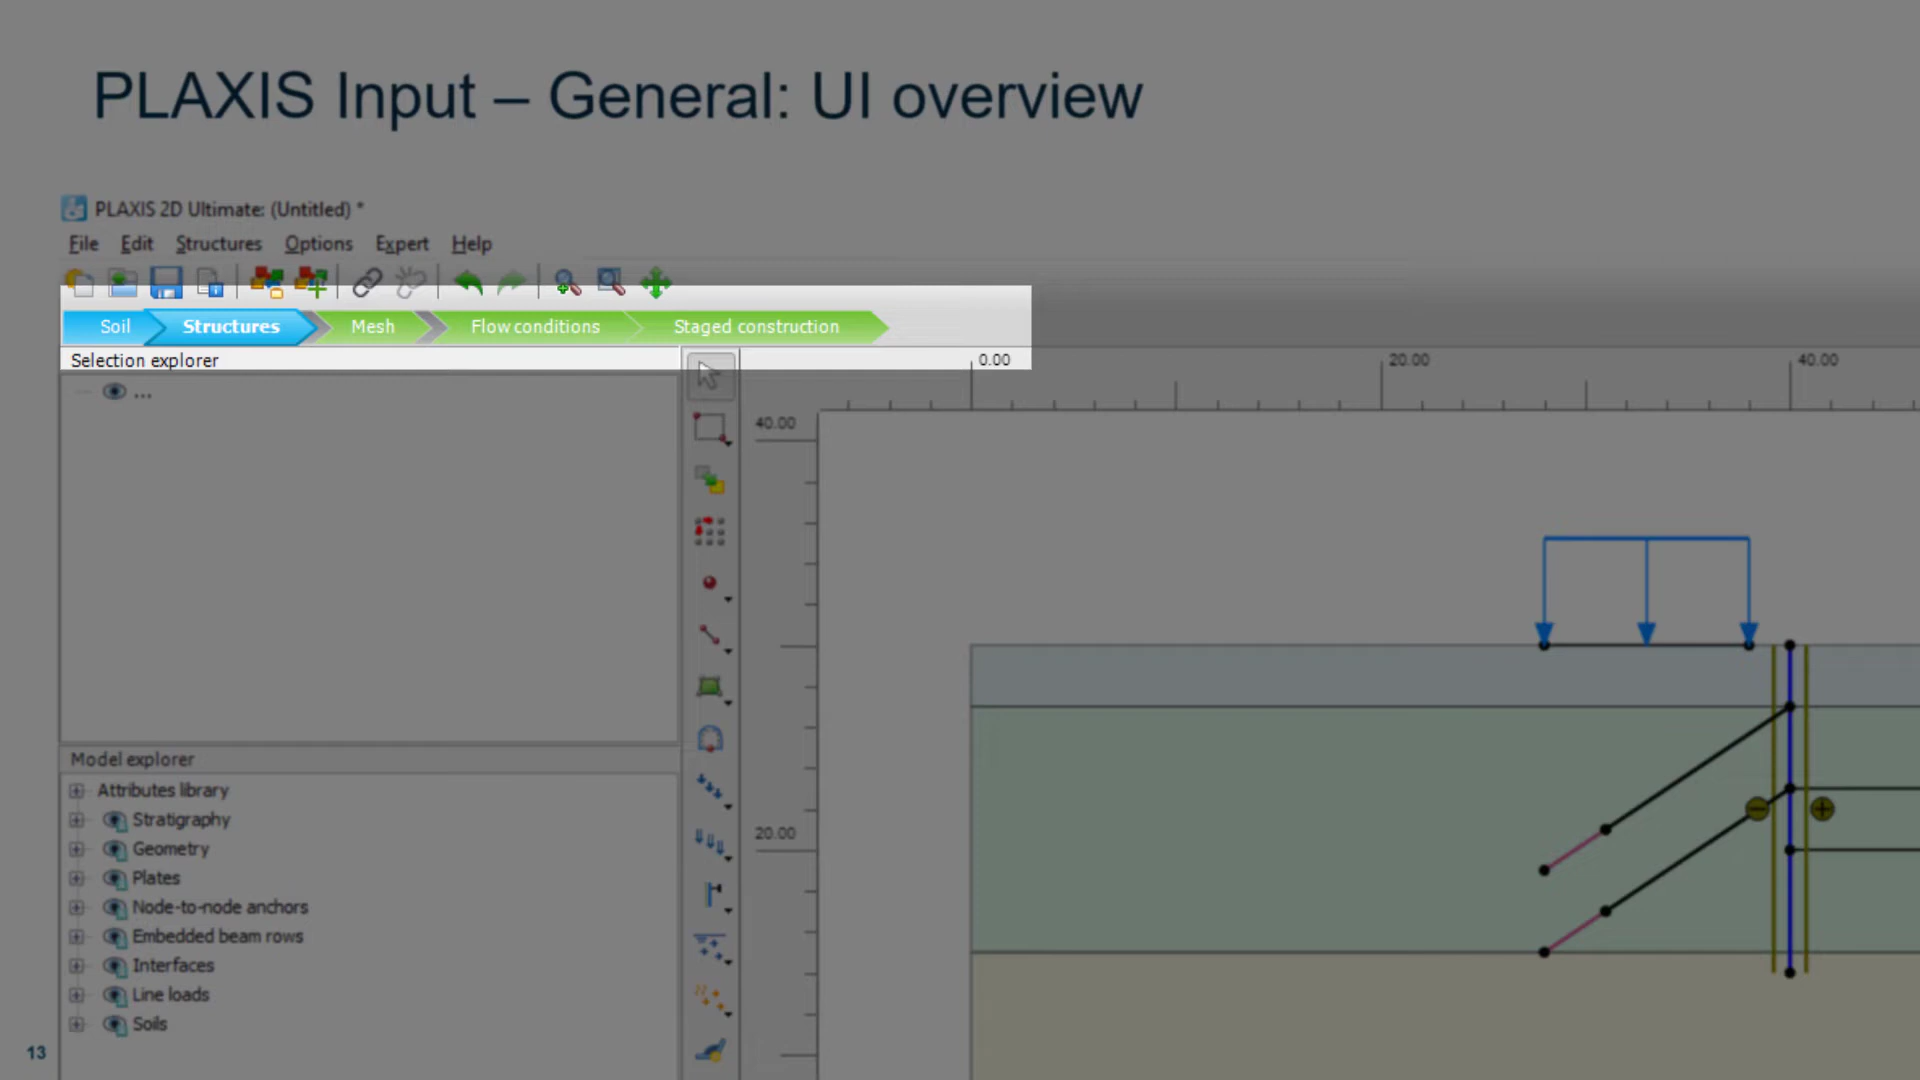 PLAXIS Input – General: UI overview
PLAXIS 2D Ultimate: (Untitled) *
File Edit Structures Options Expert Help
Soil Structures Mesh Flow conditions Staged construction
Selection explorer
0.00 20.00 40.00
...
40.00
Model explorer
Attributes library
20.00
Stratigraphy
Geometry
Plates
Node-to-node anchors
Embedded beam rows
Interfaces
Line loads
Soils
13